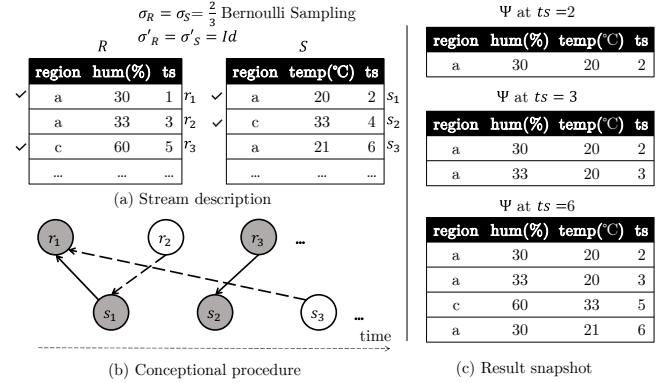 σ_R = σ_S = 2/3 Bernoulli Sampling
σ'_R = σ'_S = Id
R
region hum(%) ts
✓ a 30 1 r₁
a 33 3 r₂
✓ c 60 5 r₃
... ... ...
S
region temp(℃) ts
✓ a 20 2 s₁
✓ c 33 4 s₂
a 21 6 s₃
... ... ...
(a) Stream description
r₁ r₂ r₃ ...
s₁ s₂ s₃ ...
time
(b) Conceptional procedure
Ψ at ts =2
region hum(%) temp(℃) ts
a 30 20 2
Ψ at ts = 3
region hum(%) temp(℃) ts
a 30 20 2
a 33 20 3
Ψ at ts =6
region hum(%) temp(℃) ts
a 30 20 2
a 33 20 3
c 60 33 5
a 30 21 6
(c) Result snapshot